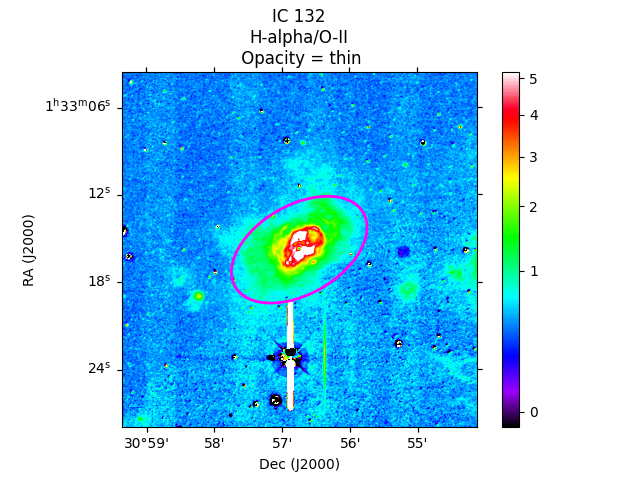 IC 132
H-alpha/O-II
Opacity = thin
1ʰ33ᵐ06ˢ
12ˢ
18ˢ
24ˢ
RA (J2000)
30°59' 58' 57' 56' 55'
Dec (J2000)
5
4
3
2
1
0